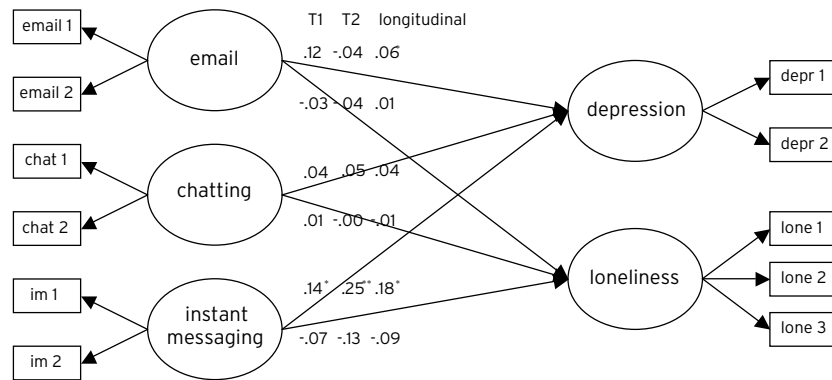 T1 T2 longitudinal
email 1
email 2
email
.12 -.04 .06
-.03 -.04 .01
depression
depr 1
depr 2
chat 1
chat 2
chatting
.04 .05 .04
.01 -.00 -.01
im 1
im 2
instant
messaging
.14* .25** .18*
-.07 -.13 -.09
loneliness
lone 1
lone 2
lone 3